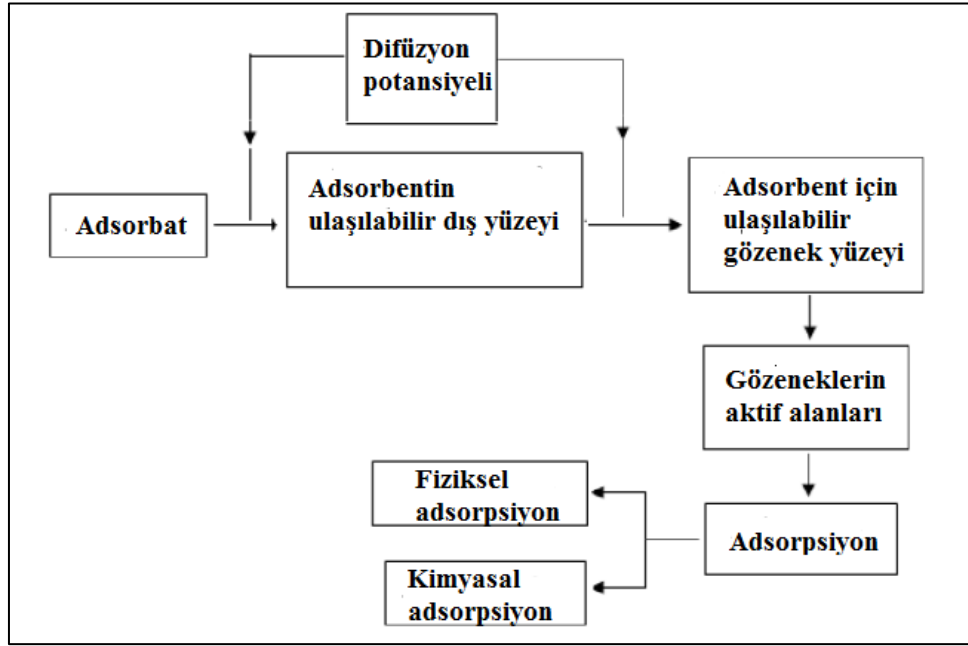 Difüzyon
potansiyeli
Adsorbat
Adsorbentin
ulaşılabilir dış yüzeyi
Adsorbent için
ulaşılabilir
gözenek yüzeyi
Gözeneklerin
aktif alanları
Adsorpsiyon
Fiziksel
adsorpsiyon
Kimyasal
adsorpsiyon